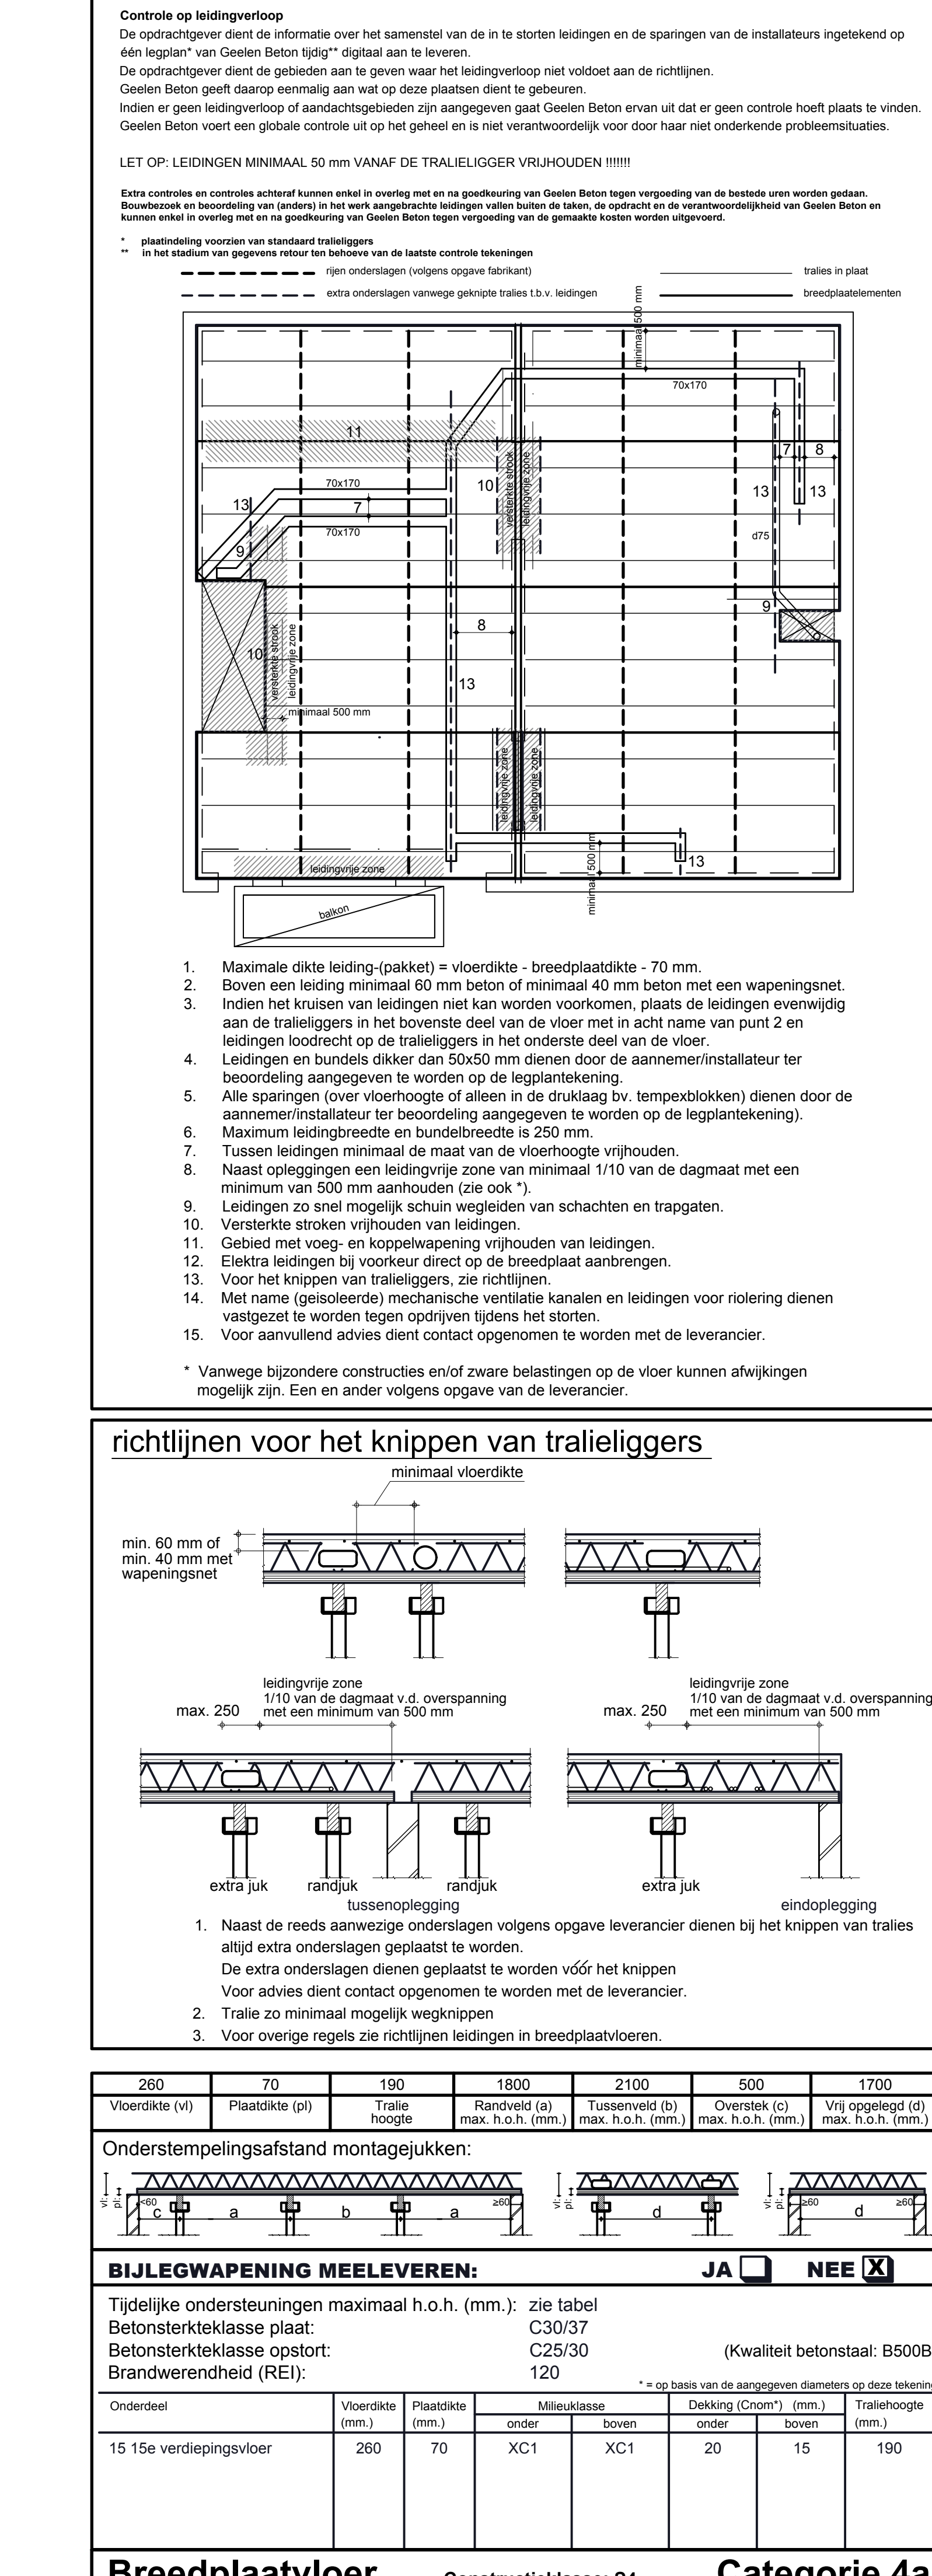 Controle op leidingverloop
De opdrachtgever dient de informatie over het samenstel van de in te storten leidingen en de sparingen van de installateurs ingetekend op
één legplan* van Geelen Beton tijdig** digitaal aan te leveren.
De opdrachtgever dient de gebieden aan te geven waar het leidingverloop niet voldoet aan de richtlijnen.
Geelen Beton geeft daarop eenmalig aan wat op deze plaatsen dient te gebeuren.
Indien er geen leidingverloop of aandachtsgebieden zijn aangegeven gaat Geelen Beton ervan uit dat er geen controle hoeft plaats te vinden.
Geelen Beton voert een globale controle uit op het geheel en is niet verantwoordelijk voor door haar niet onderkende probleemsituaties.
LET OP: LEIDINGEN MINIMAAL 50 mm VANAF DE TRALIELIGGER VRIJHOUDEN !!!!!!!
Extra controles en controles achteraf kunnen enkel in overleg met en na goedkeuring van Geelen Beton tegen vergoeding van de bestede uren worden gedaan.
Bouwbezoek en beoordeling van (anders) in het werk aangebrachte leidingen vallen buiten de taken, de opdracht en de verantwoordelijkheid van Geelen Beton en
kunnen enkel in overleg met en na goedkeuring van Geelen Beton tegen vergoeding van de gemaakte kosten worden uitgevoerd.
* plaatindeling voorzien van standaard tralieliggers
** in het stadium van gegevens retour ten behoeve van de laatste controle tekeningen
rijen onderslagen (volgens opgave fabrikant) tralies in plaat
extra onderslagen vanwege geknipte tralies t.b.v. leidingen breedplaatelementen
minimaal 500 mm
70x170
11
7 8
10
versterkte strook
leidingvrije zone
70x170
13
13 13
7
70x170
d75
9
9
8
10
versterkte strook
leidingvrije zone
13
minimaal 500 mm
leidingvrije zone
leidingvrije zone
minimaal 500 mm
13
leidingvrije zone
balkon
1. Maximale dikte leiding-(pakket) = vloerdikte - breedplaatdikte - 70 mm.
2. Boven een leiding minimaal 60 mm beton of minimaal 40 mm beton met een wapeningsnet.
3. Indien het kruisen van leidingen niet kan worden voorkomen, plaats de leidingen evenwijdig
aan de tralieliggers in het bovenste deel van de vloer met in acht name van punt 2 en
leidingen loodrecht op de tralieliggers in het onderste deel van de vloer.
4. Leidingen en bundels dikker dan 50x50 mm dienen door de aannemer/installateur ter
beoordeling aangegeven te worden op de legplantekening.
5. Alle sparingen (over vloerhoogte of alleen in de druklaag bv. tempexblokken) dienen door de
aannemer/installateur ter beoordeling aangegeven te worden op de legplantekening).
6. Maximum leidingbreedte en bundelbreedte is 250 mm.
7. Tussen leidingen minimaal de maat van de vloerhoogte vrijhouden.
8. Naast opleggingen een leidingvrije zone van minimaal 1/10 van de dagmaat met een
minimum van 500 mm aanhouden (zie ook *).
9. Leidingen zo snel mogelijk schuin wegleiden van schachten en trapgaten.
10. Versterkte stroken vrijhouden van leidingen.
11. Gebied met voeg- en koppelwapening vrijhouden van leidingen.
12. Elektra leidingen bij voorkeur direct op de breedplaat aanbrengen.
13. Voor het knippen van tralieliggers, zie richtlijnen.
14. Met name (geisoleerde) mechanische ventilatie kanalen en leidingen voor riolering dienen
vastgezet te worden tegen opdrijven tijdens het storten.
15. Voor aanvullend advies dient contact opgenomen te worden met de leverancier.
* Vanwege bijzondere constructies en/of zware belastingen op de vloer kunnen afwijkingen
mogelijk zijn. Een en ander volgens opgave van de leverancier.
richtlijnen voor het knippen van tralieliggers
minimaal vloerdikte
min. 60 mm of
min. 40 mm met
wapeningsnet
leidingvrije zone leidingvrije zone
max. 250 1/10 van de dagmaat v.d. overspanning max. 250 1/10 van de dagmaat v.d. overspanning
met een minimum van 500 mm met een minimum van 500 mm
extra juk randjuk randjuk extra juk
tussenoplegging eindoplegging
1. Naast de reeds aanwezige onderslagen volgens opgave leverancier dienen bij het knippen van tralies
altijd extra onderslagen geplaatst te worden.
De extra onderslagen dienen geplaatst te worden vóór het knippen
Voor advies dient contact opgenomen te worden met de leverancier.
2. Tralie zo minimaal mogelijk wegknippen
3. Voor overige regels zie richtlijnen leidingen in breedplaatvloeren.
260 70 190 1800 2100 500 1700
Vloerdikte (vl) Plaatdikte (pl) Tralie Randveld (a) Tussenveld (b) Overstek (c) Vrij opgelegd (d)
hoogte max. h.o.h. (mm.) max. h.o.h. (mm.) max. h.o.h. (mm.) max. h.o.h. (mm.)
Onderstempelingsafstand montagejukken:
vl: pl: <60 ≥60 vl: pl: vl: pl: ≥60 ≥60
c a b a d d
BIJLEGWAPENING MEELEVEREN: JA NEE X
Tijdelijke ondersteuningen maximaal h.o.h. (mm.): zie tabel
Betonsterkteklasse plaat: C30/37
Betonsterkteklasse opstort: C25/30 (Kwaliteit betonstaal: B500B
Brandwerendheid (REI): 120
* = op basis van de aangegeven diameters op deze tekening
Onderdeel Vloerdikte Plaatdikte Milieuklasse Dekking (Cnom*) (mm.) Traliehoogte
(mm.) (mm.) onder boven onder boven (mm.)
15 15e verdiepingsvloer 260 70 XC1 XC1 20 15 190
Breedplaatvloer Constructieklasse: S4 Categorie 4a